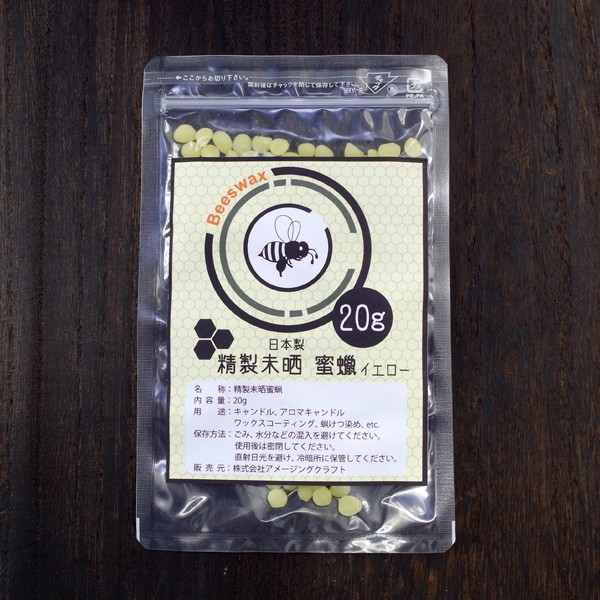 ←ここからお切り下さい。
開封後はチャックを閉じて保存して下さい。
Beeswax
20g
日本製
精製未晒 蜜蠟イエロー
名　　称：精製未晒蜜蝋
内 容 量：20g
用　　途：キャンドル、アロマキャンドル
ワックスコーティング、蝋けつ染め、etc.
保存方法：ごみ、水分などの混入を避けてください。
使用後は密閉してください。
直射日光を避け、冷暗所に保管してください。
販 売 元：株式会社アメージングクラフト